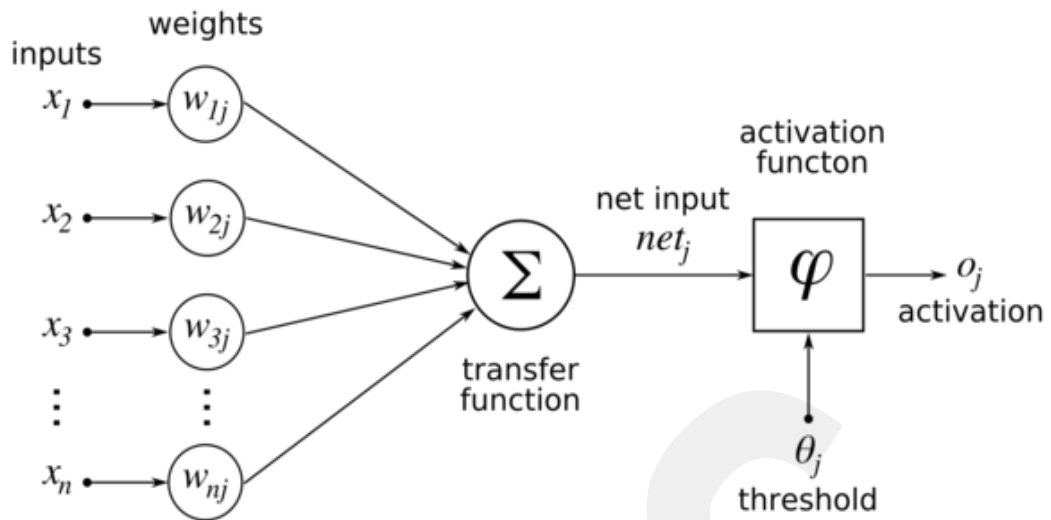 weights
inputs
x₁
w₁ⱼ
activation
functon
x₂
w₂ⱼ
net input
netⱼ
Σ
φ
oⱼ
activation
x₃
w₃ⱼ
transfer
function
⋮
⋮
θⱼ
threshold
xₙ
wₙⱼ